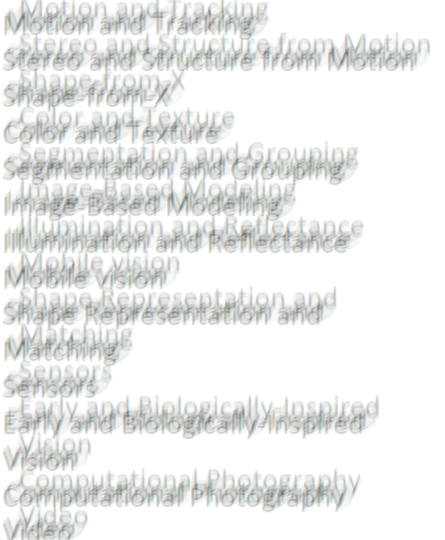 Motion and Tracking
Stereo and Structure from Motion
Shape-from-X
Color and Texture
Segmentation and Grouping
Image-Based Modeling
Illumination and Reflectance
Mobile vision
Shape Representation and
Matching
Sensors
Early and Biologically-Inspired
Vision
Computational Photography
Video